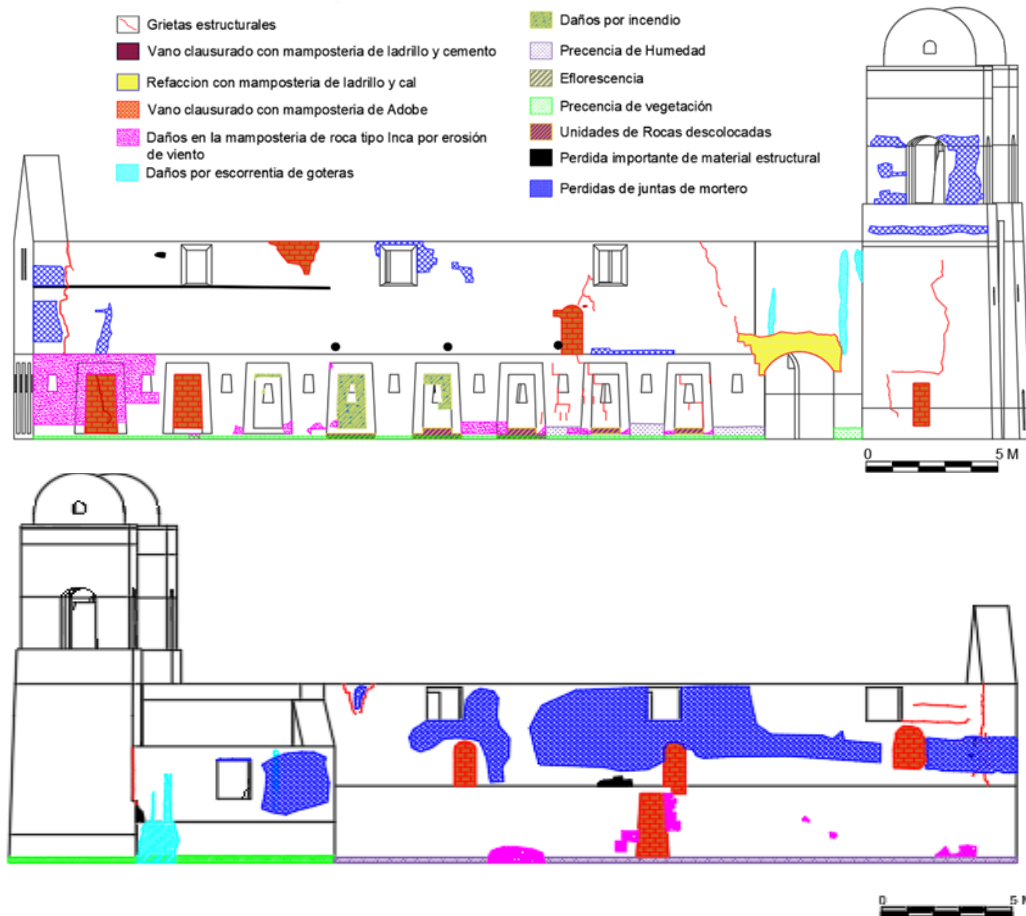 Grietas estructurales
Vano clausurado con mamposteria de ladrillo y cemento
Refaccion con mamposteria de ladrillo y cal
Vano clausurado con mamposteria de Adobe
Daños en la mamposteria de roca tipo Inca por erosión
de viento
Daños por escorrentia de goteras
Daños por incendio
Precencia de Humedad
Eflorescencia
Precencia de vegetación
Unidades de Rocas descolocadas
Perdida importante de material estructural
Perdidas de juntas de mortero
0 5 M
0 5 M